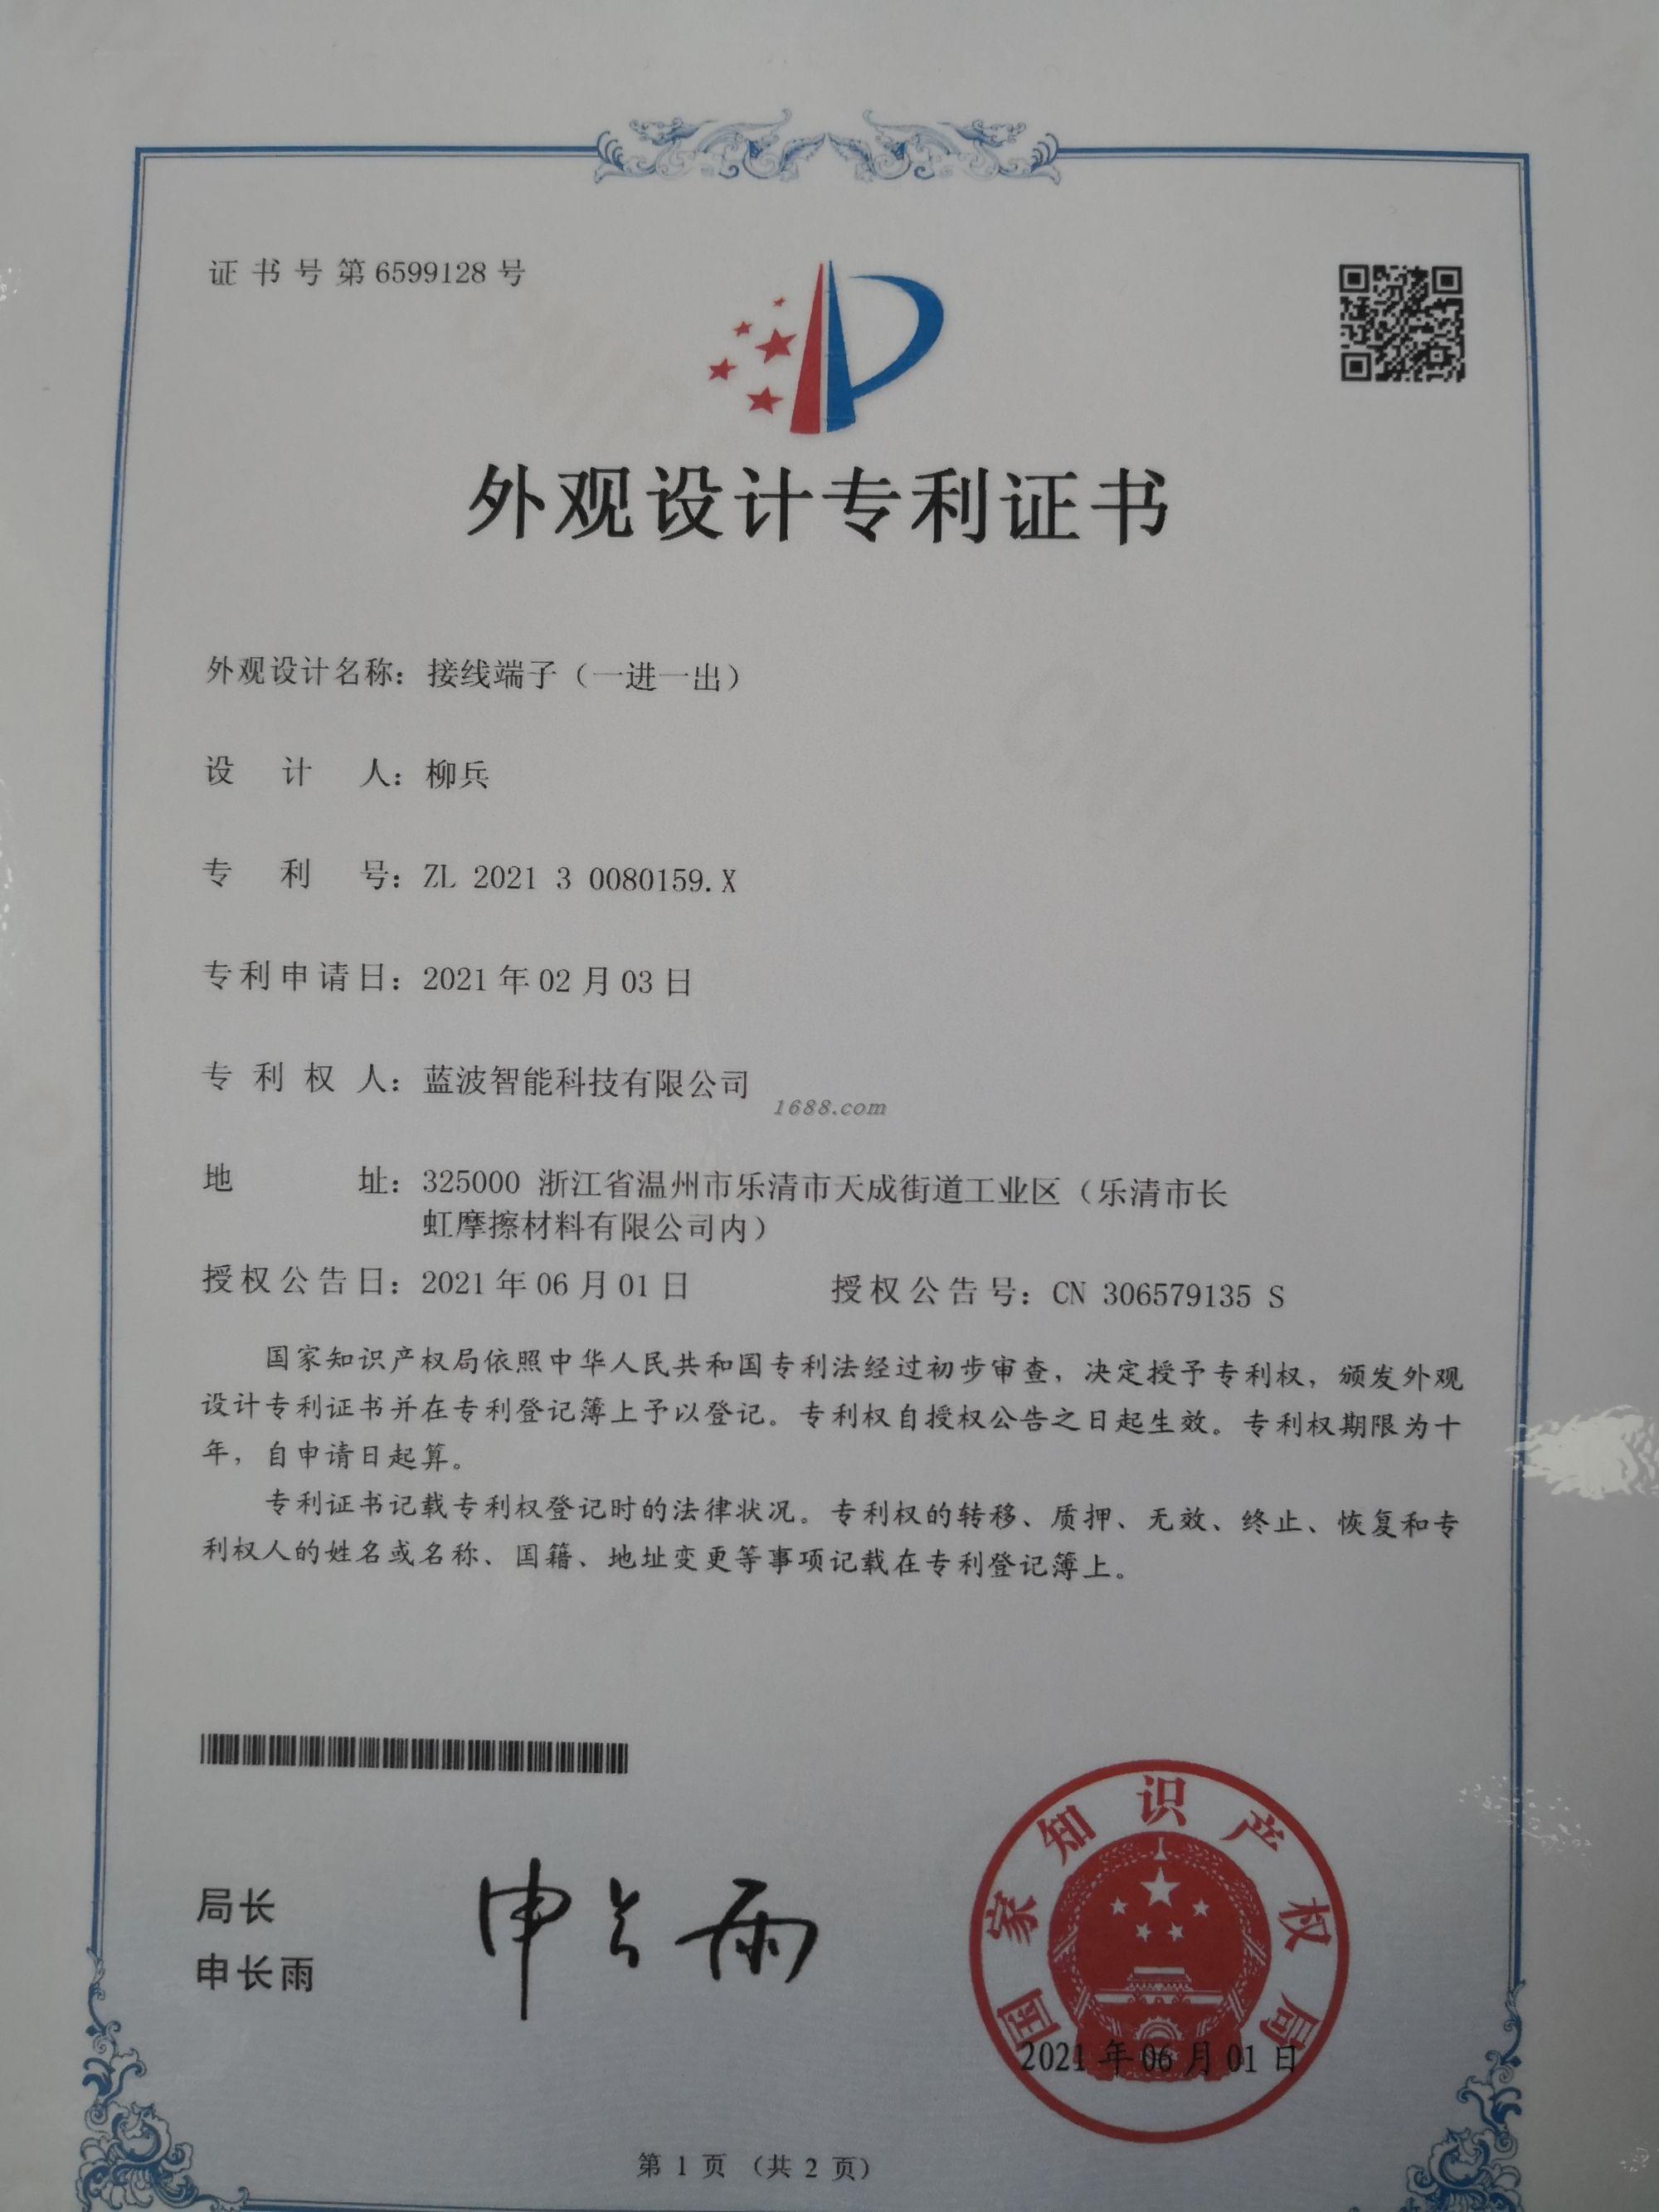 证书号第6599128号
外观设计专利证书
外观设计名称：接线端子（一进一出）
设计人：柳兵
专利号：ZL 2021 3 0080159.X
专利申请日：2021年02月03日
专利权人：蓝波智能科技有限公司
1688.com
地址：325000 浙江省温州市乐清市天成街道工业区（乐清市长
虹摩擦材料有限公司内）
授权公告日：2021年06月01日 授权公告号：CN 306579135 S
国家知识产权局依照中华人民共和国专利法经过初步审查，决定授予专利权，颁发外观
设计专利证书并在专利登记簿上予以登记。专利权自授权公告之日起生效。专利权期限为十
年，自申请日起算。
专利证书记载专利权登记时的法律状况。专利权的转移、质押、无效、终止、恢复和专
利权人的姓名或名称、国籍、地址变更等事项记载在专利登记簿上。
局长
申长雨
申长雨
国家知识产权局
2021年06月01日
第 1 页 （共 2 页）